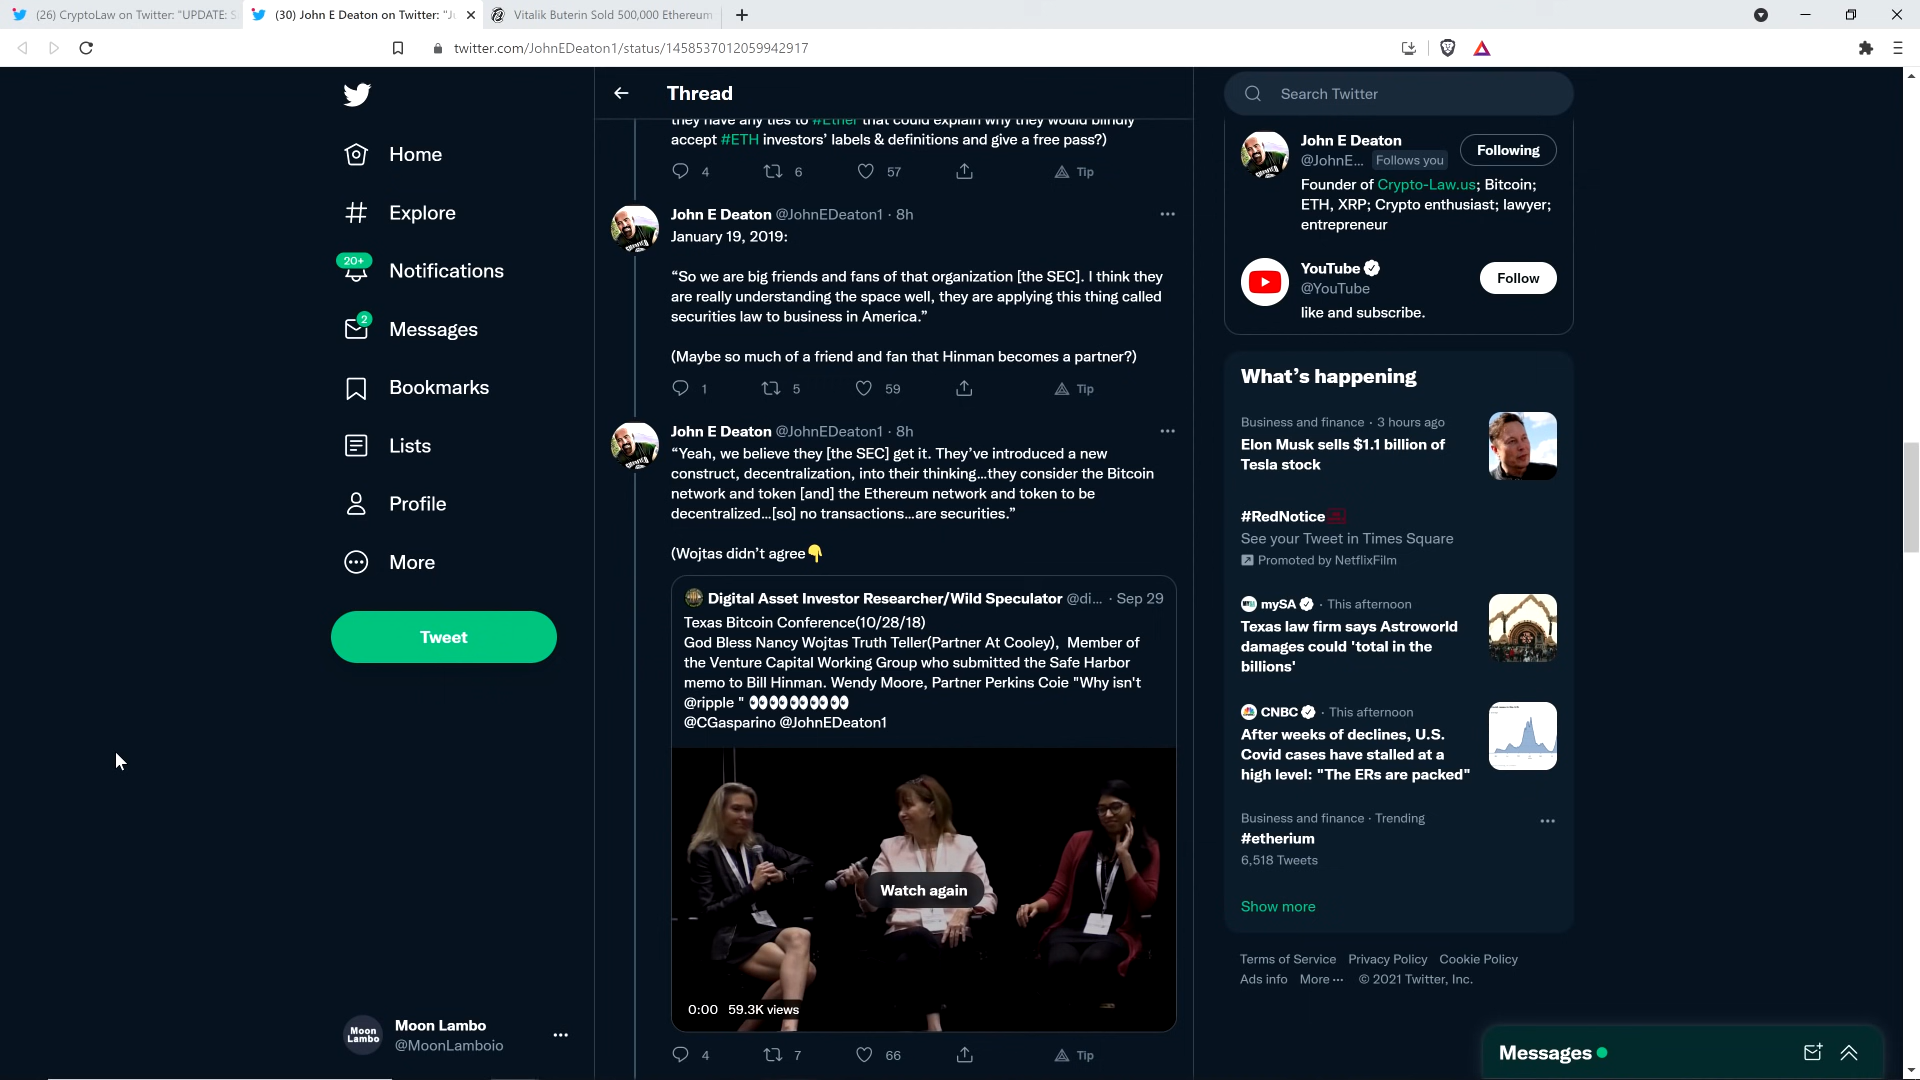 (26) CryptoLaw on Twitter: "UPDATE: S
(30) John E Deaton on Twitter: "Ju
Vitalik Buterin Sold 500,000 Ethereum
twitter.com/JohnEDeaton1/status/1458537012059942917
Home
Explore
20+
Notifications
2
Messages
Bookmarks
Lists
Profile
More
Tweet
Moon Lambo
Moon Lambo
@MoonLamboio
Thread
they have any ties to #Ether that could explain why they would blindly
accept #ETH investors’ labels & definitions and give a free pass?)
4 6 57 Tip
John E Deaton @JohnEDeaton1 · 8h
January 19, 2019:
“So we are big friends and fans of that organization [the SEC]. I think they
are really understanding the space well, they are applying this thing called
securities law to business in America.”
(Maybe so much of a friend and fan that Hinman becomes a partner?)
1 5 59 Tip
John E Deaton @JohnEDeaton1 · 8h
“Yeah, we believe they [the SEC] get it. They’ve introduced a new
construct, decentralization, into their thinking...they consider the Bitcoin
network and token [and] the Ethereum network and token to be
decentralized...[so] no transactions...are securities.”
(Wojtas didn’t agree👇
Digital Asset Investor Researcher/Wild Speculator @di... · Sep 29
Texas Bitcoin Conference(10/28/18)
God Bless Nancy Wojtas Truth Teller(Partner At Cooley), Member of
the Venture Capital Working Group who submitted the Safe Harbor
memo to Bill Hinman. Wendy Moore, Partner Perkins Coie "Why isn't
@ripple " 👀👀👀👀👀
@CGasparino @JohnEDeaton1
Watch again
0:00 59.3K views
4 7 66 Tip
Search Twitter
John E Deaton
@JohnE... Follows you
Following
Founder of Crypto-Law.us; Bitcoin;
ETH, XRP; Crypto enthusiast; lawyer;
entrepreneur
YouTube
@YouTube
Follow
like and subscribe.
What’s happening
Business and finance · 3 hours ago
Elon Musk sells $1.1 billion of
Tesla stock
#RedNotice
See your Tweet in Times Square
Promoted by NetflixFilm
mySA · This afternoon
Texas law firm says Astroworld
damages could 'total in the
billions'
CNBC · This afternoon
After weeks of declines, U.S.
Covid cases have stalled at a
high level: "The ERs are packed"
Business and finance · Trending
#etherium
6,518 Tweets
Show more
Terms of Service Privacy Policy Cookie Policy
Ads info More ··· © 2021 Twitter, Inc.
Messages